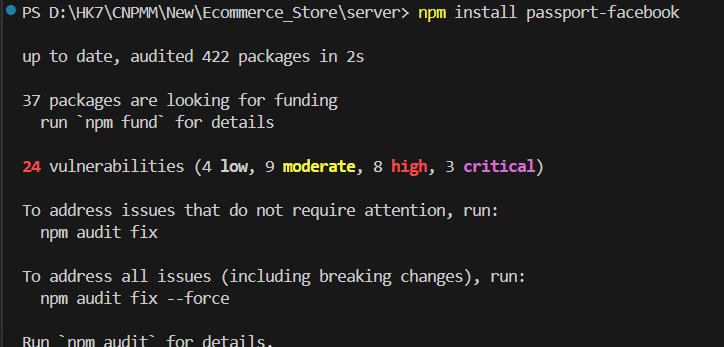 PS D:\HK7\CNPMM\New\Ecommerce_Store\server> npm install passport-facebook
up to date, audited 422 packages in 2s
37 packages are looking for funding
run `npm fund` for details
24 vulnerabilities (4 low, 9 moderate, 8 high, 3 critical)
To address issues that do not require attention, run:
npm audit fix
To address all issues (including breaking changes), run:
npm audit fix --force
Run `npm audit` for details.